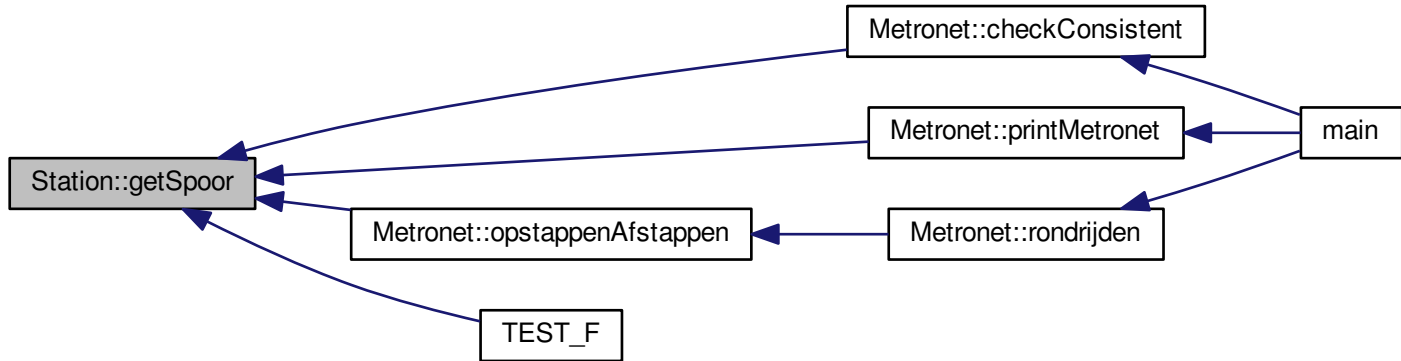 Metronet::checkConsistent
Metronet::printMetronet
main
Station::getSpoor
Metronet::opstappenAfstappen
Metronet::rondrijden
TEST_F